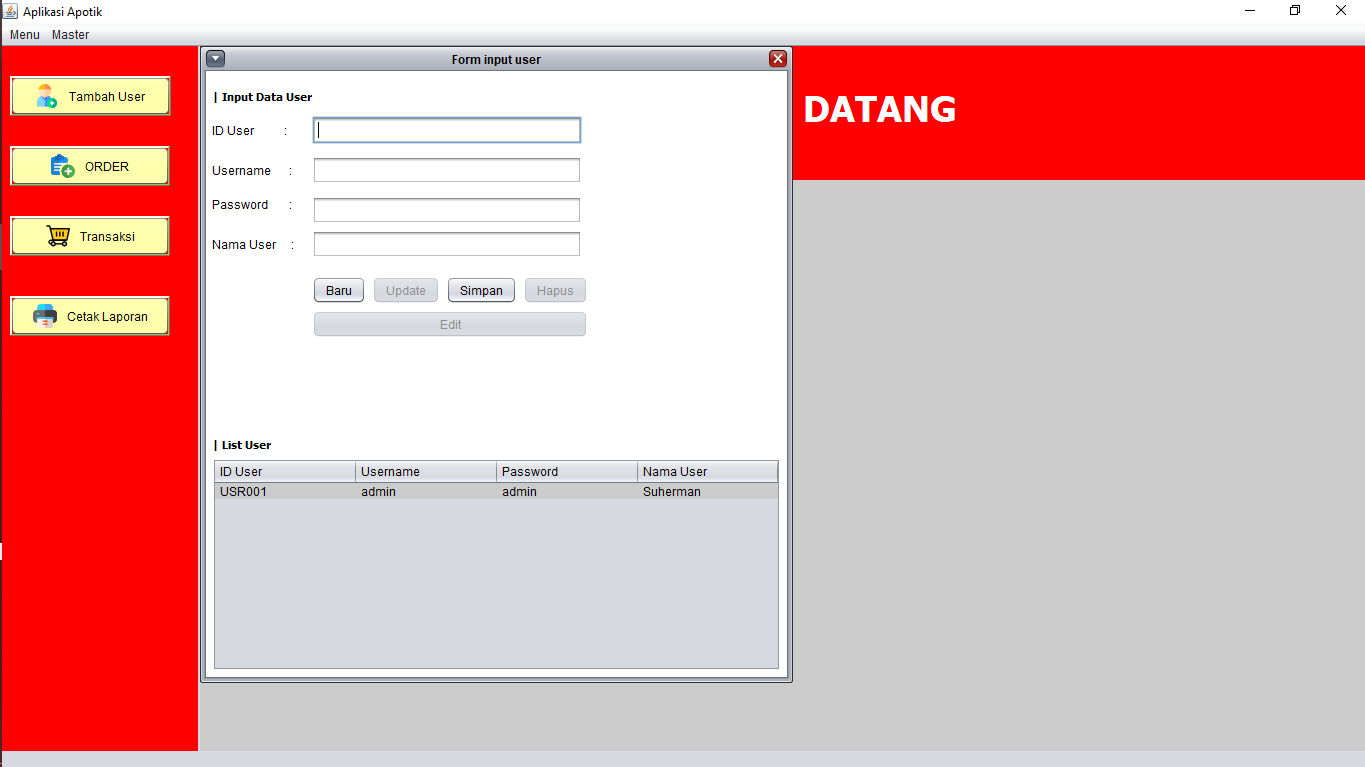 Aplikasi Apotik
Menu Master
Tambah User
ORDER
Transaksi
Cetak Laporan
DATANG
Form input user
| Input Data User
ID User :
Username :
Password :
Nama User :
Baru Update Simpan Hapus
Edit
| List User
ID User Username Password Nama User
USR001 admin admin Suherman